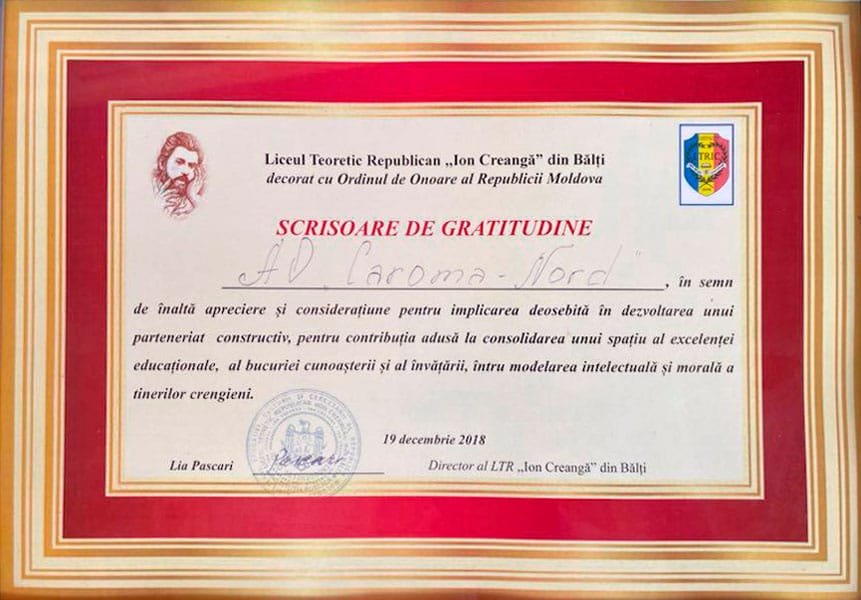 Liceul Teoretic Republican „Ion Creangă” din Bălți
decorat cu Ordinul de Onoare al Republicii Moldova
LTRIC
SCRISOARE DE GRATITUDINE
AO „Caroma-Nord”, în semn
de înaltă apreciere și considerațiune pentru implicarea deosebită în dezvoltarea unui
parteneriat constructiv, pentru contribuția adusă la consolidarea unui spațiu al excelenței
educaționale, al bucuriei cunoașterii și al învățării, întru modelarea intelectuală și morală a
tinerilor crengieni.
19 decembrie 2018
Lia Pascari Pascari Director al LTR „Ion Creangă” din Bălți